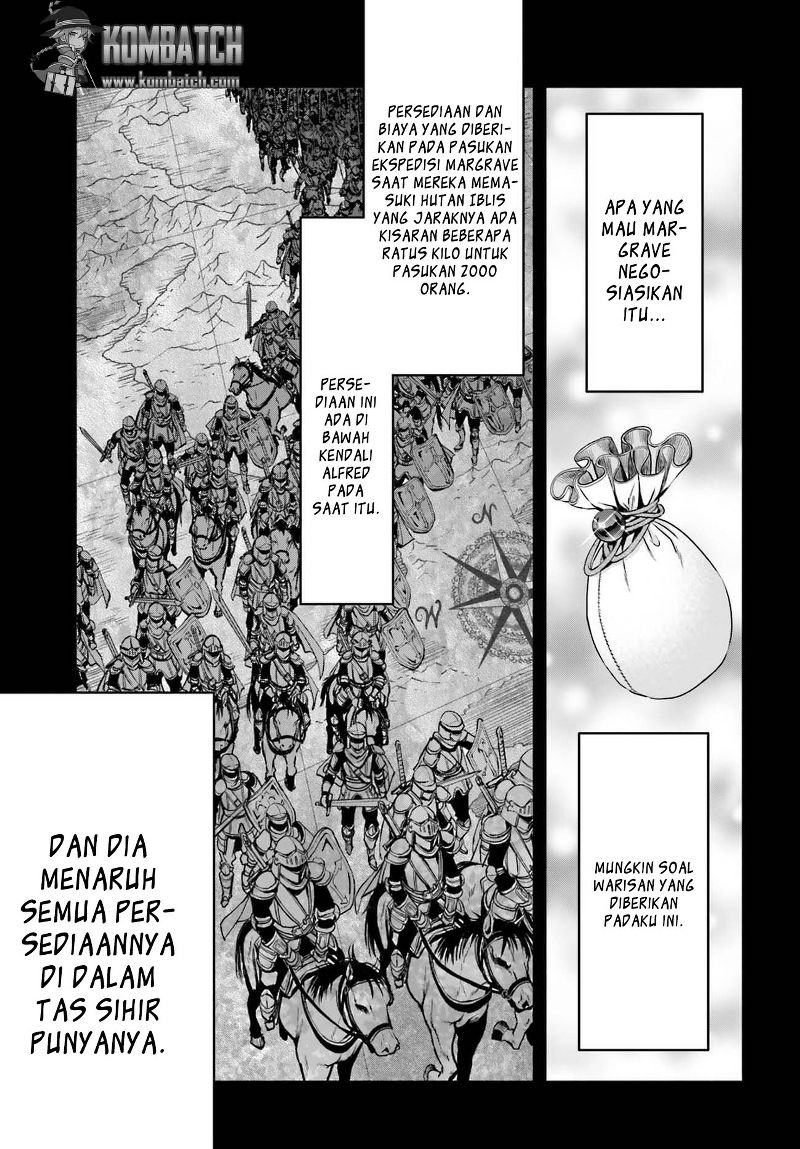 KOMBATCH
www.kombatch.com
APA YANG
MAU MAR-
GRAVE
NEGO-
SIASIKAN
ITU...
MUNGKIN SOAL
WARISAN YANG
DIBERIKAN
PADAKU INI.
PERSEDIAAN DAN
BIAYA YANG DIBERI-
KAN PADA PASUKAN
EKSPEDISI MARGRAVE
SAAT MEREKA MEMA-
SUKI HUTAN IBLIS
YANG JARAKNYA ADA
KISARAN BEBERAPA
RATUS KILO UNTUK
PASUKAN 2000
ORANG.
PERSE-
DIAAN INI
ADA DI
BAWAH
KENDALI
ALFRED
PADA
SAAT ITU.
N
W
DAN DIA
MENARUH
SEMUA PER-
SEDIAANNYA
DI DALAM
TAS SIHIR
PUNYANYA.